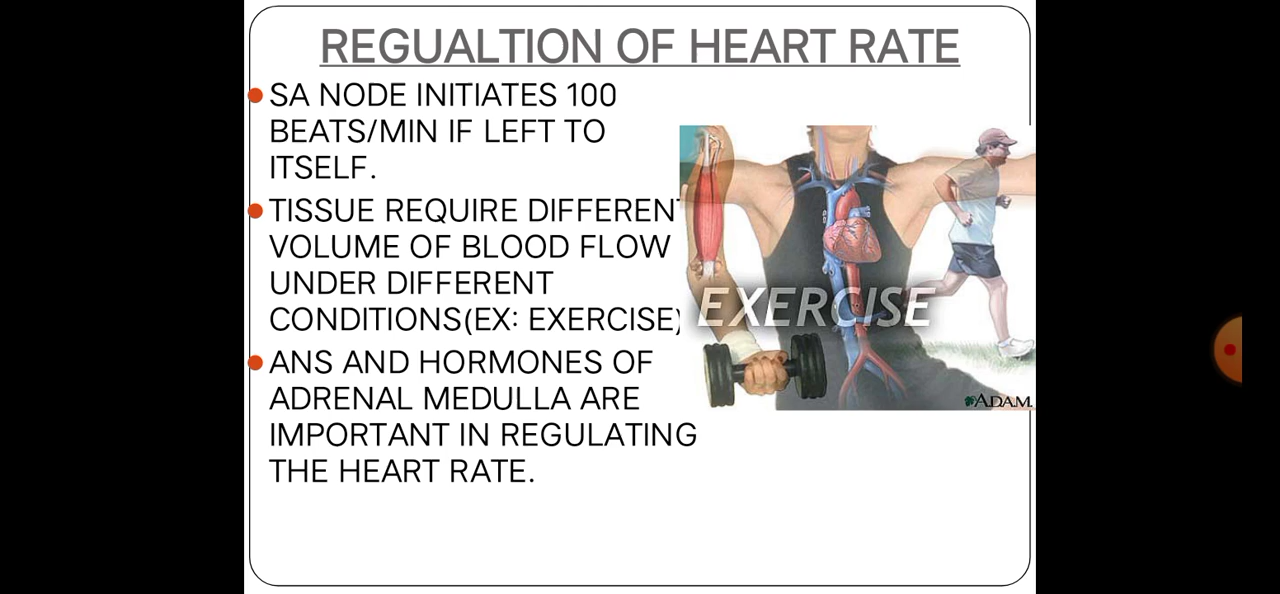 REGUALTION OF HEART RATE
SA NODE INITIATES 100
BEATS/MIN IF LEFT TO
ITSELF.
TISSUE REQUIRE DIFFERENT
VOLUME OF BLOOD FLOW
UNDER DIFFERENT
CONDITIONS(EX: EXERCISE)
ANS AND HORMONES OF
ADRENAL MEDULLA ARE
IMPORTANT IN REGULATING
THE HEART RATE.
EXERCISE
A.D.A.M.